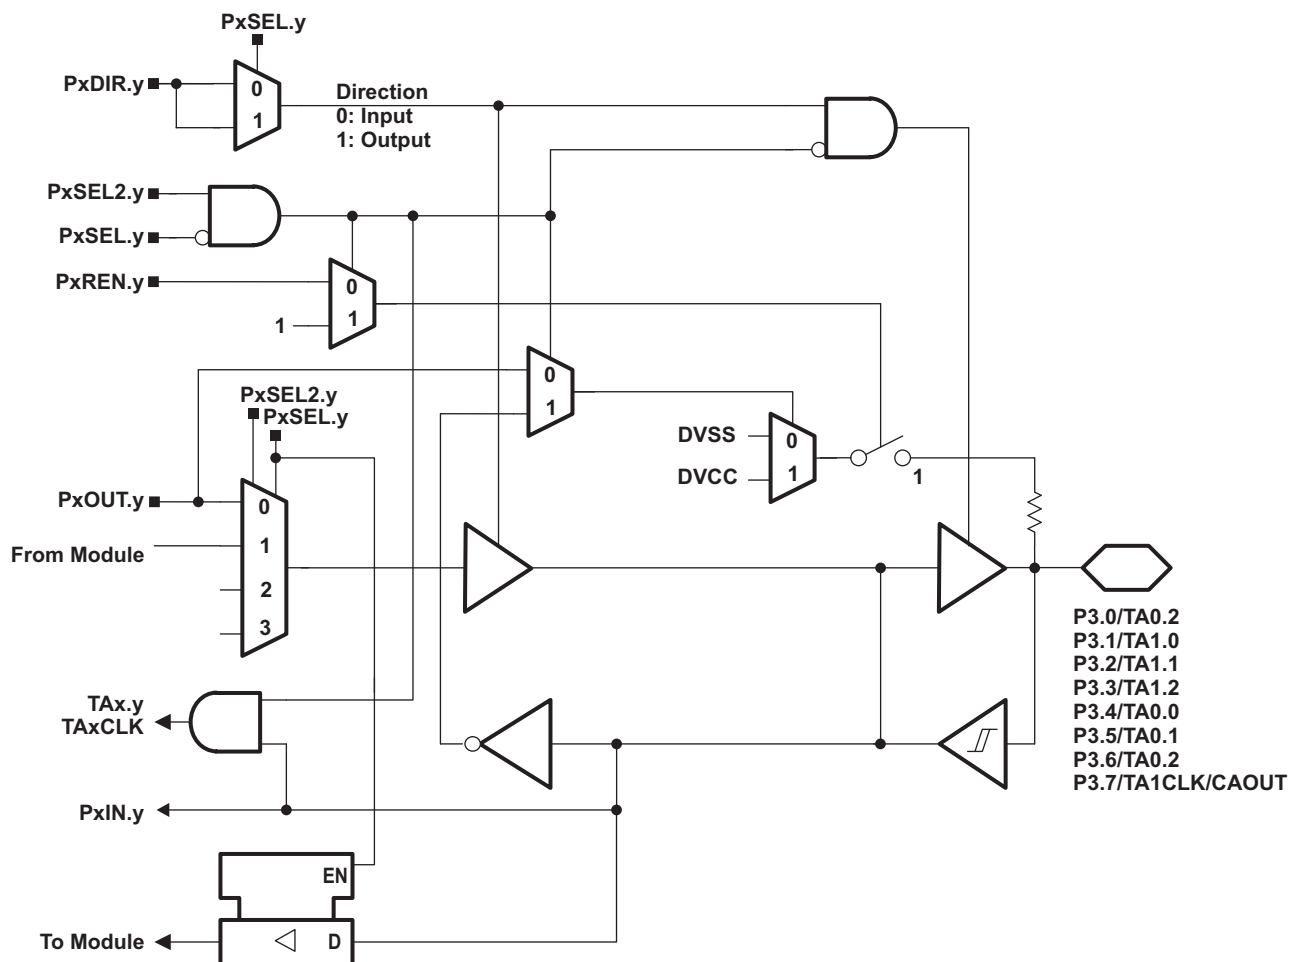 PxSEL.y
PxDIR.y
0
1
Direction
0: Input
1: Output
PxSEL2.y
PxSEL.y
PxREN.y
0
1
1
0
1
PxSEL2.y
PxSEL.y
DVSS
DVCC
0
1
1
PxOUT.y
From Module
0
1
2
3
P3.0/TA0.2
P3.1/TA1.0
P3.2/TA1.1
P3.3/TA1.2
P3.4/TA0.0
P3.5/TA0.1
P3.6/TA0.2
P3.7/TA1CLK/CAOUT
TAx.y
TAxCLK
PxIN.y
EN
To Module
D